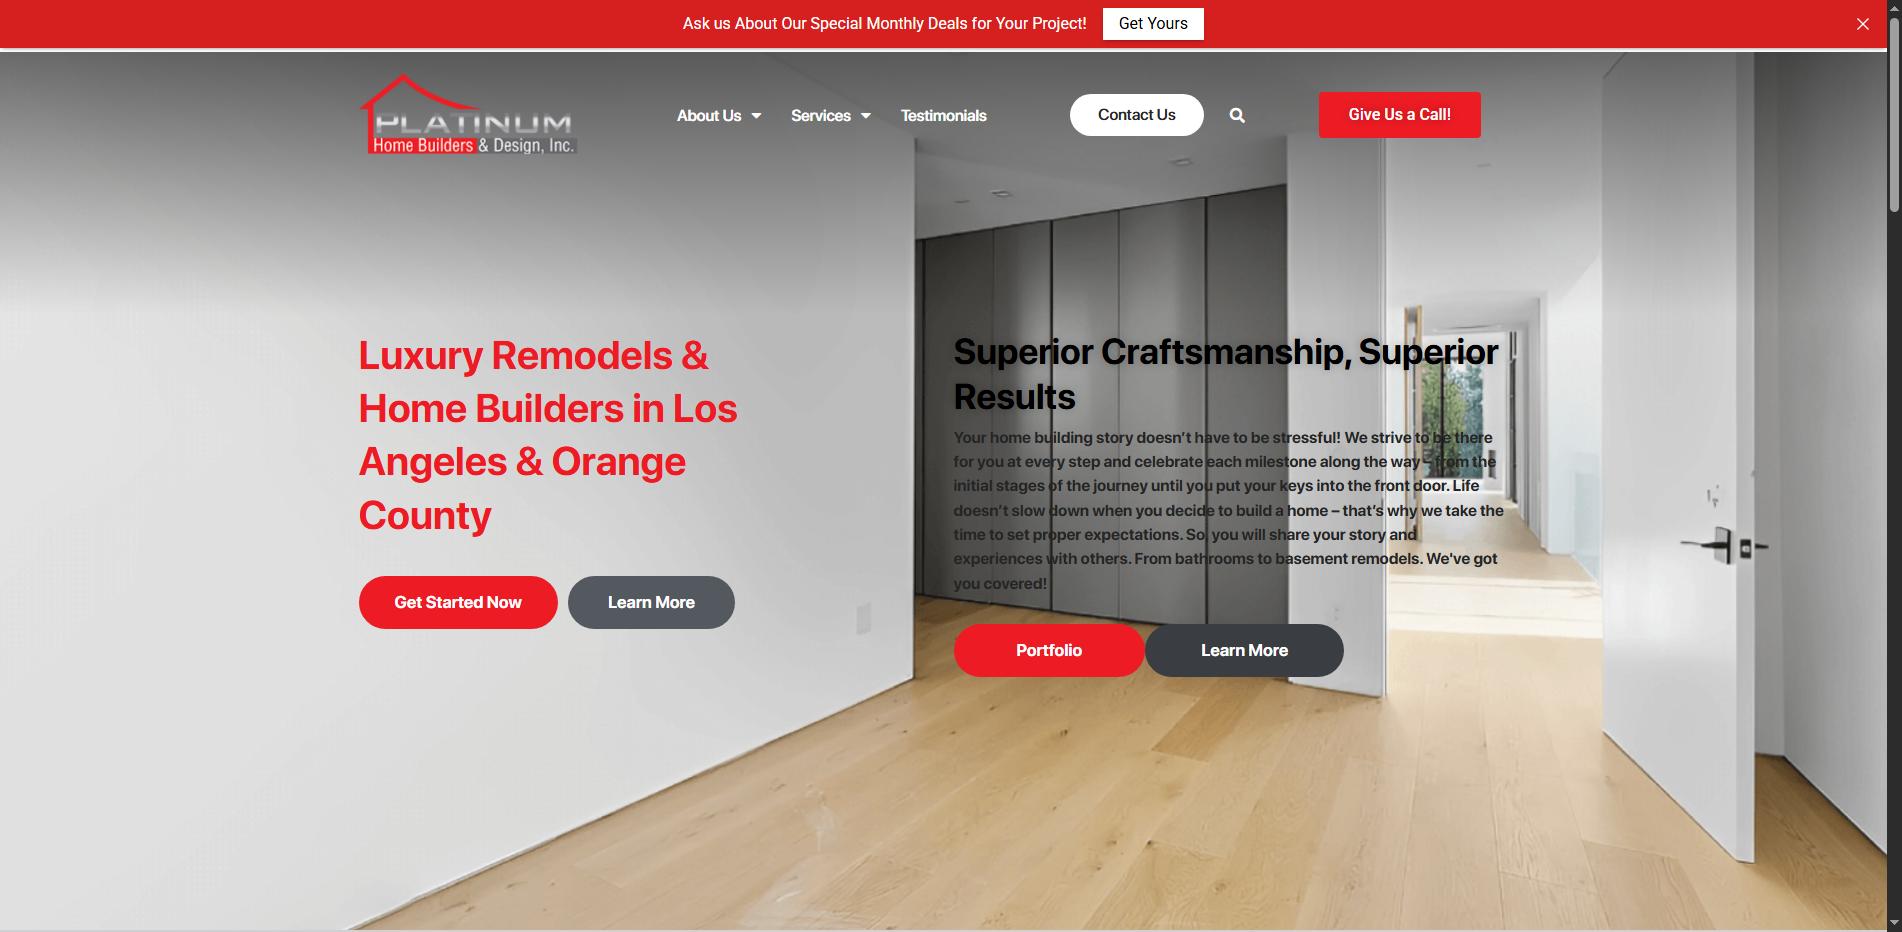 Ask us About Our Special Monthly Deals for Your Project!
Get Yours
PLATINUM
Home Builders & Design, Inc.
About Us
Services
Testimonials
Contact Us
Give Us a Call!
Luxury Remodels &
Home Builders in Los
Angeles & Orange
County
Get Started Now
Learn More
Superior Craftsmanship, Superior
Results
Your home building story doesn’t have to be stressful! We strive to be there
for you at every step and celebrate each milestone along the way – from the
initial stages of the journey until you put your keys into the front door. Life
doesn’t slow down when you decide to build a home – that’s why we take the
time to set proper expectations. So, you will share your story and
experiences with others. From bathrooms to basement remodels. We've got
you covered!
Portfolio
Learn More